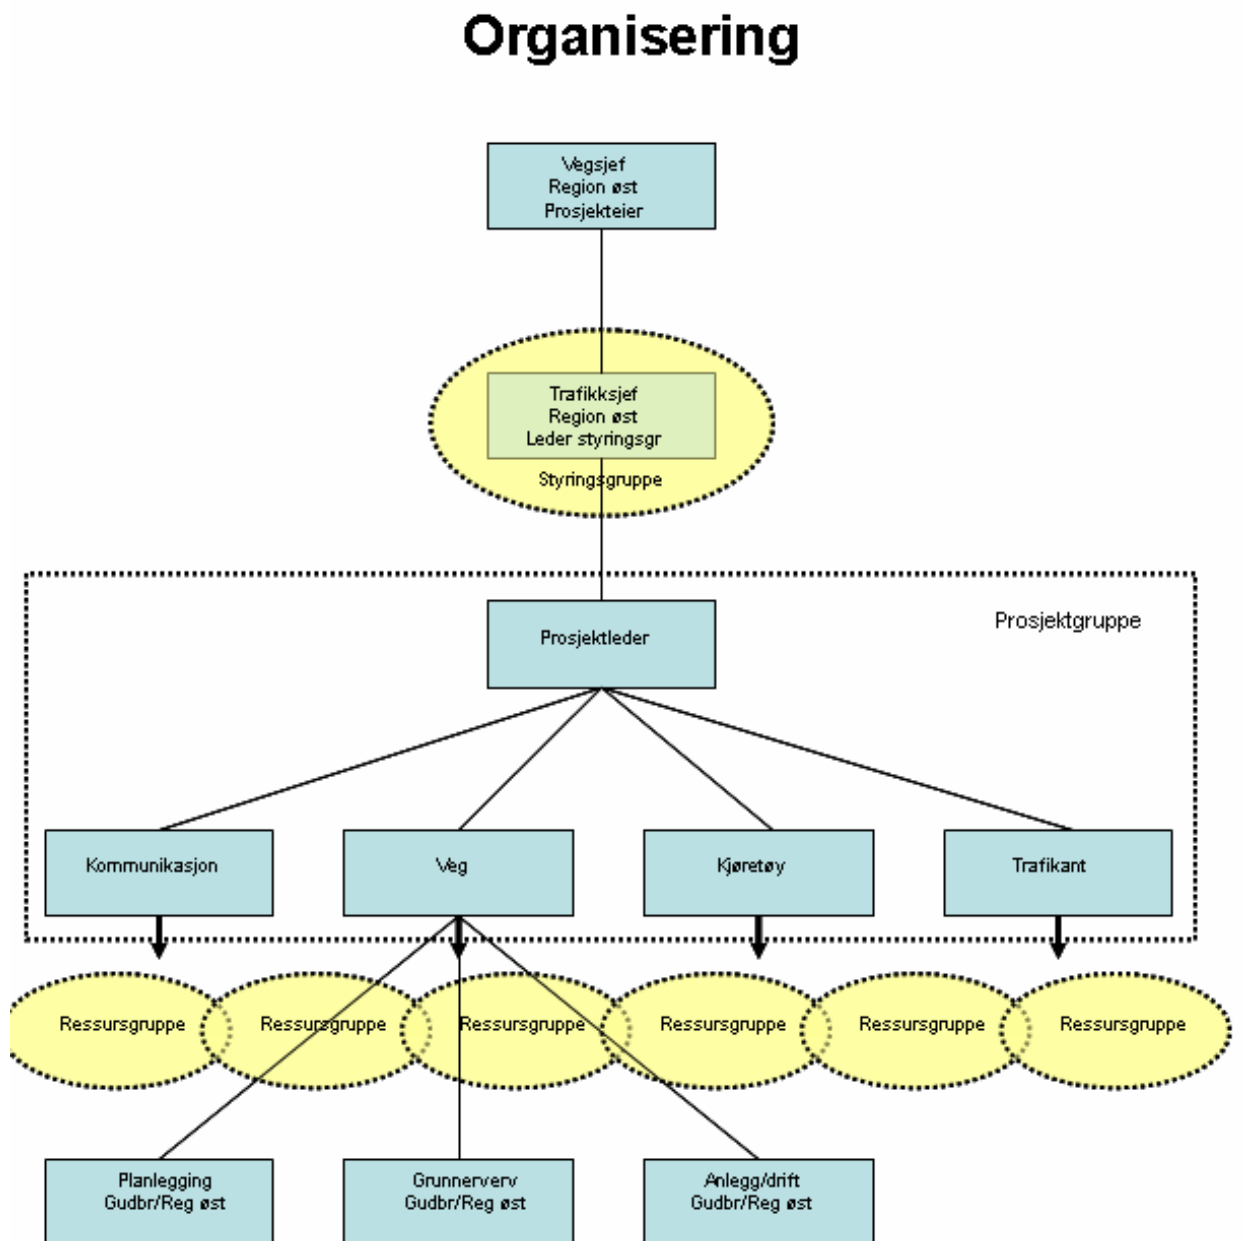 Organisering
Vegsjef
Region øst
Prosjekteier
Trafikksjef
Region øst
Leder styringsgr
Styringsgruppe
Prosjektgruppe
Prosjektleder
Kommunikasjon
Veg
Kjøretøy
Trafikant
Ressursgruppe
Ressursgruppe
Ressursgruppe
Ressursgruppe
Ressursgruppe
Ressursgruppe
Planlegging
Gudbr/Reg øst
Grunnerverv
Gudbr/Reg øst
Anlegg/drift
Gudbr/Reg øst